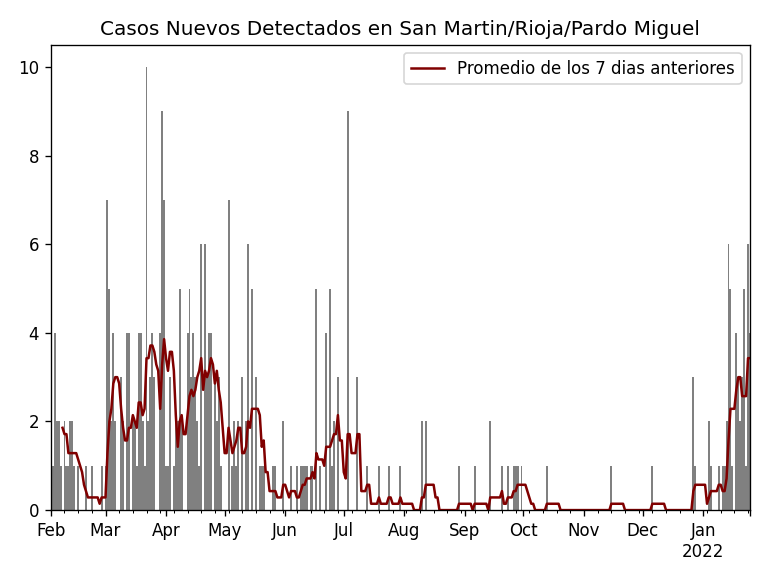 Casos Nuevos Detectados en San Martin/Rioja/Pardo Miguel
Promedio de los 7 dias anteriores
10
8
6
4
2
0
Feb Mar Apr May Jun Jul Aug Sep Oct Nov Dec Jan
2022